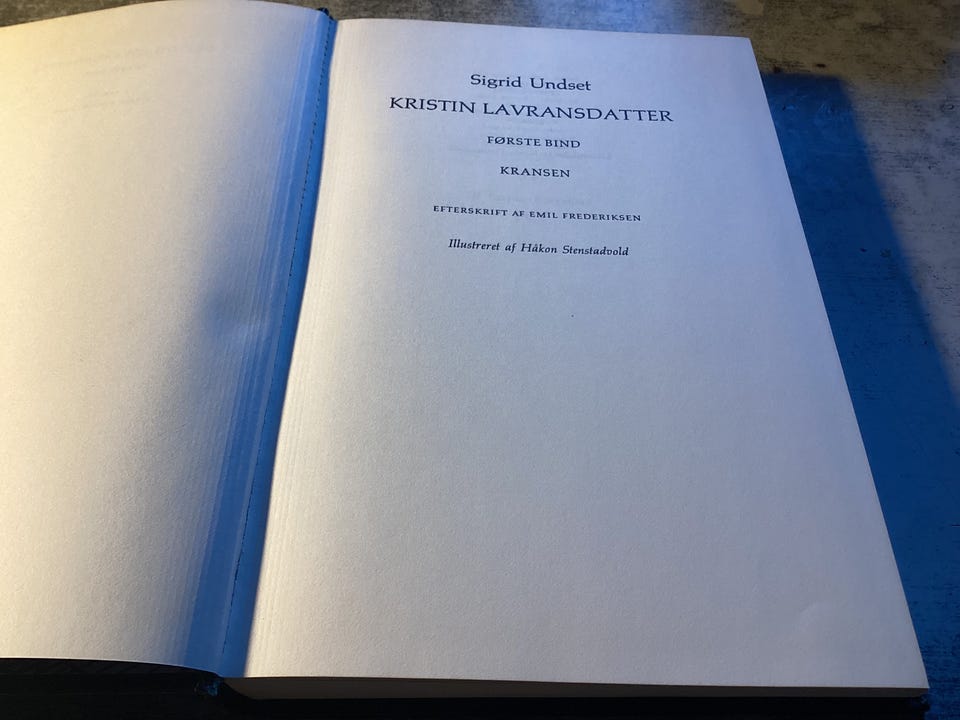 Sigrid Undset
KRISTIN LAVRANSDATTER
FØRSTE BIND
KRANSEN
EFTERSKRIFT AF EMIL FREDERIKSEN
Illustreret af Håkon Stenstadvold